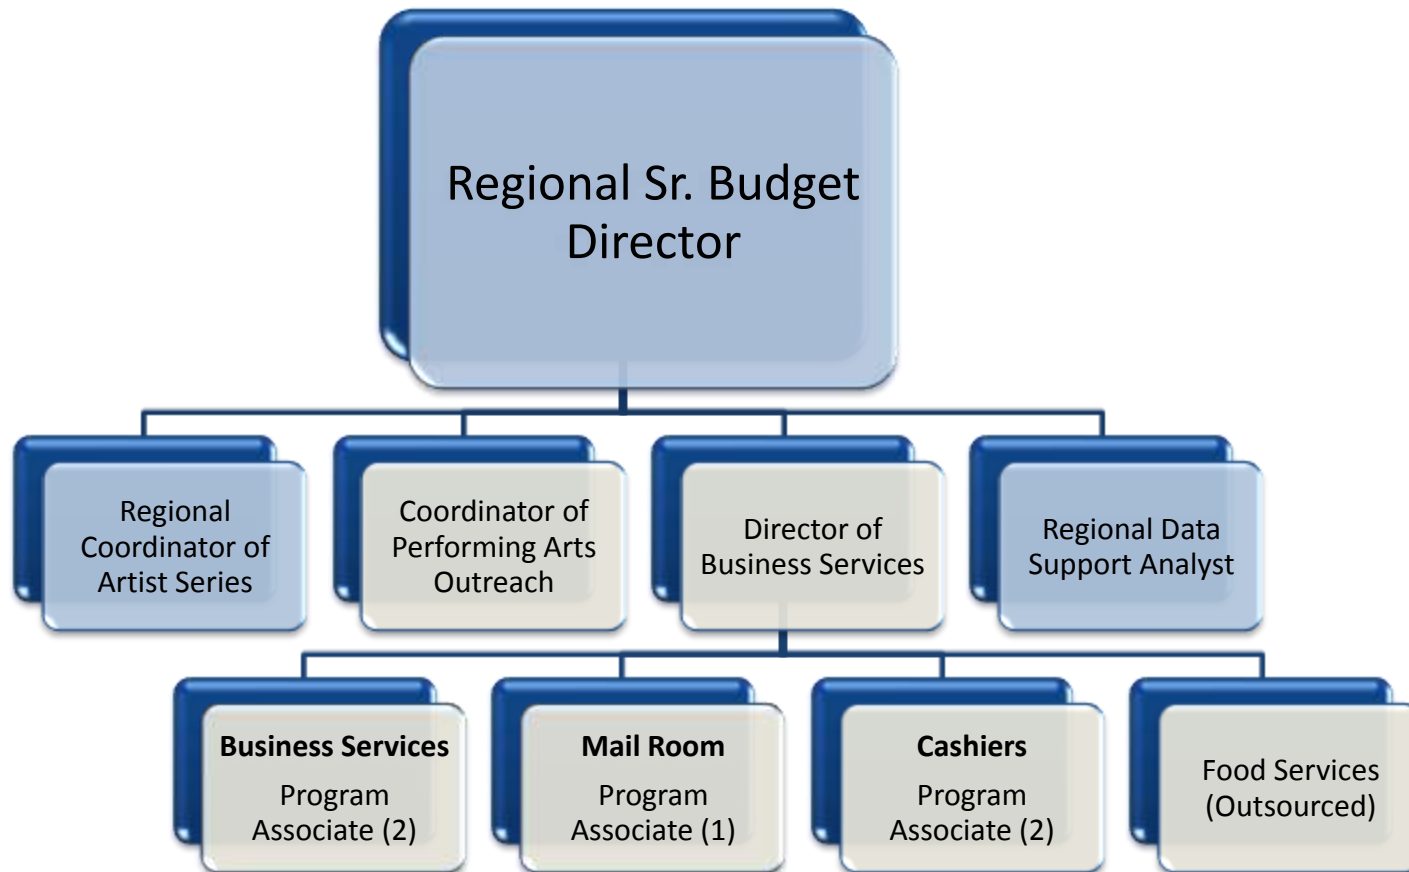 Regional Sr. Budget
Director
Regional
Coordinator of
Artist Series
Coordinator of
Performing Arts
Outreach
Director of
Business Services
Regional Data
Support Analyst
Business Services
Program
Associate (2)
Mail Room
Program
Associate (1)
Cashiers
Program
Associate (2)
Food Services
(Outsourced)